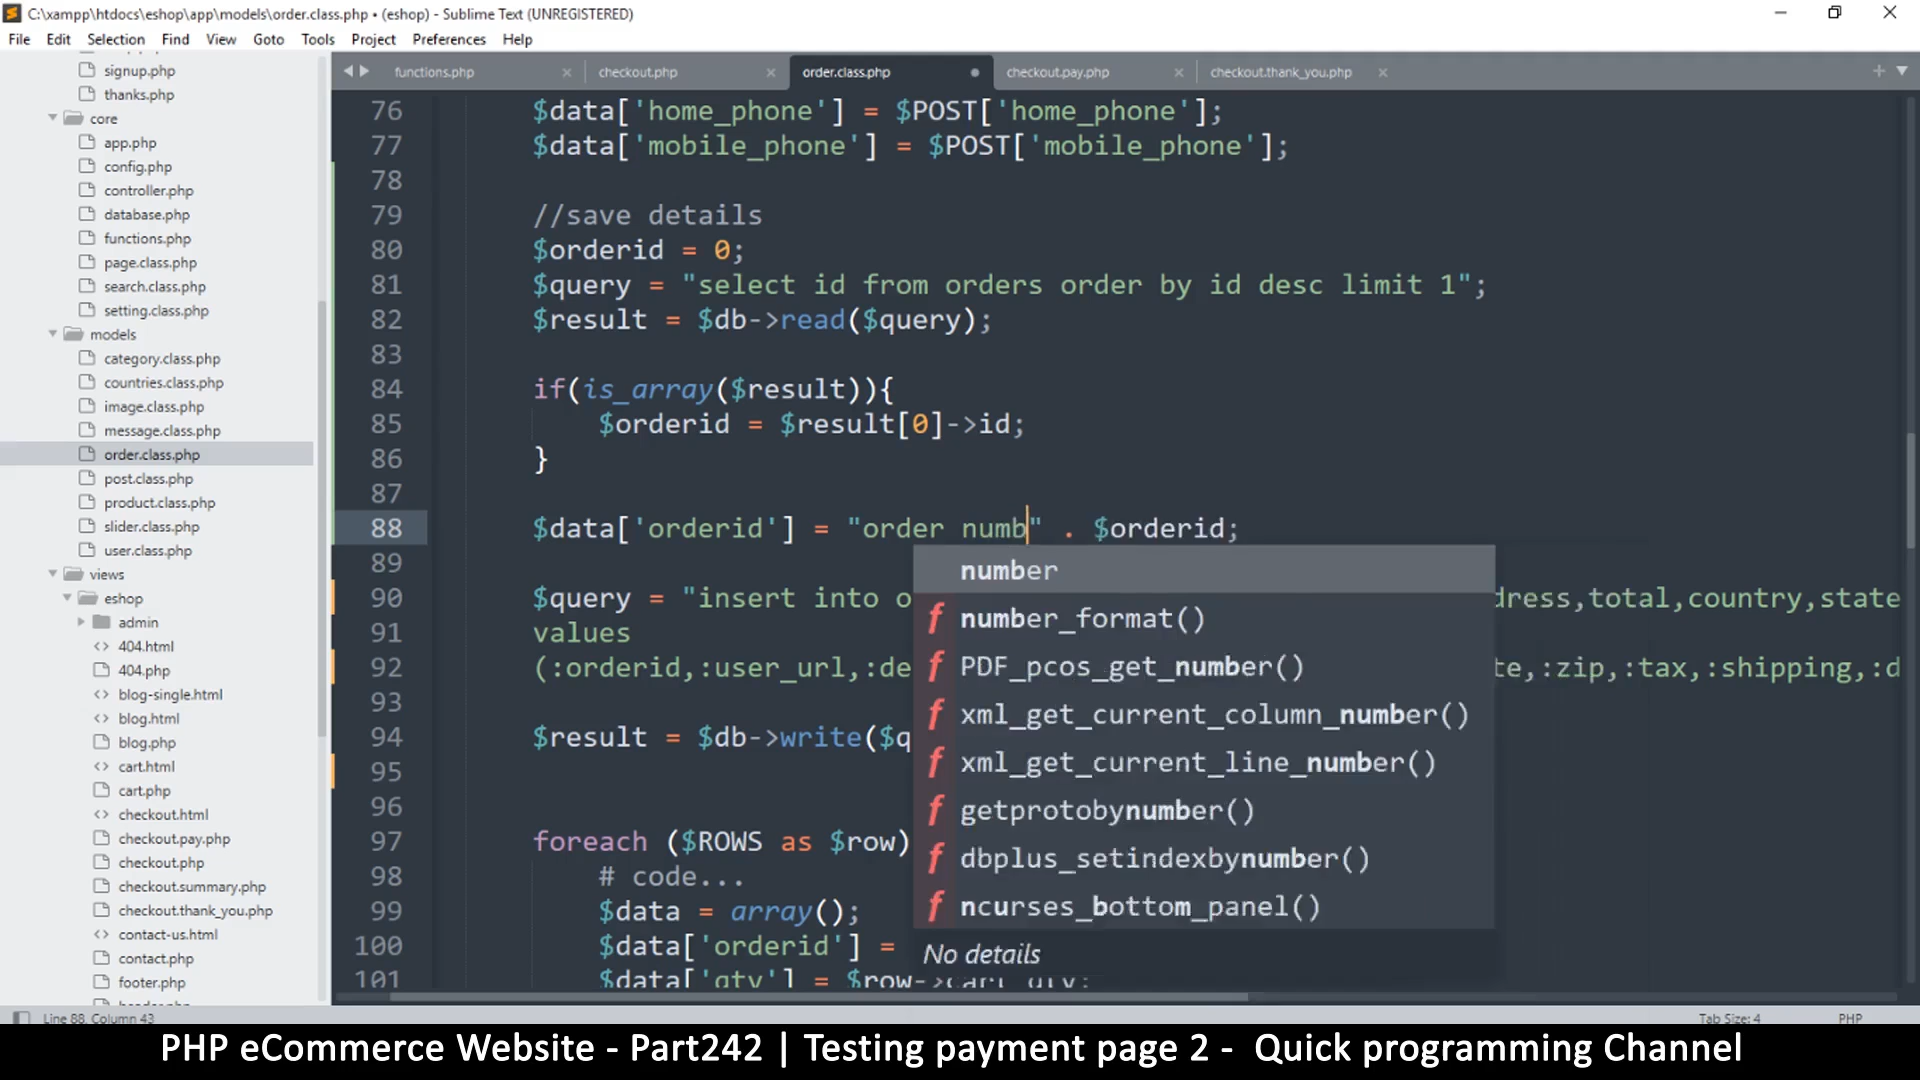 C:\xampp\htdocs\eshop\app\models\order.class.php • (eshop) - Sublime Text (UNREGISTERED)
File Edit Selection Find View Goto Tools Project Preferences Help
functions.php checkout.php order.class.php checkout.pay.php checkout.thank_you.php
signup.php
thanks.php
core
app.php
config.php
controller.php
database.php
functions.php
page.class.php
search.class.php
setting.class.php
models
category.class.php
countries.class.php
image.class.php
message.class.php
order.class.php
post.class.php
product.class.php
slider.class.php
user.class.php
views
eshop
admin
404.html
404.php
blog-single.html
blog.html
blog.php
cart.html
cart.php
checkout.html
checkout.pay.php
checkout.php
checkout.summary.php
checkout.thank_you.php
contact-us.html
contact.php
footer.php
header.php
76 $data['home_phone'] = $POST['home_phone'];
77 $data['mobile_phone'] = $POST['mobile_phone'];
78
79 //save details
80 $orderid = 0;
81 $query = "select id from orders order by id desc limit 1";
82 $result = $db->read($query);
83
84 if(is_array($result)){
85 $orderid = $result[0]->id;
86 }
87
88 $data['orderid'] = "order numb" . $orderid;
89
90 $query = "insert into o dress,total,country,state
91 values
92 (:orderid,:user_url,:de te,:zip,:tax,:shipping,:d
93
94 $result = $db->write($q
95
96
97 foreach ($ROWS as $row)
98 # code...
99 $data = array();
100 $data['orderid'] =
101 $data['qty'] = $row->cart_qty;
number
f number_format()
f PDF_pcos_get_number()
f xml_get_current_column_number()
f xml_get_current_line_number()
f getprotobynumber()
f dbplus_setindexbynumber()
f ncurses_bottom_panel()
No details
Line 88, Column 43 Tab Size: 4 PHP
PHP eCommerce Website - Part242 | Testing payment page 2 - Quick programming Channel